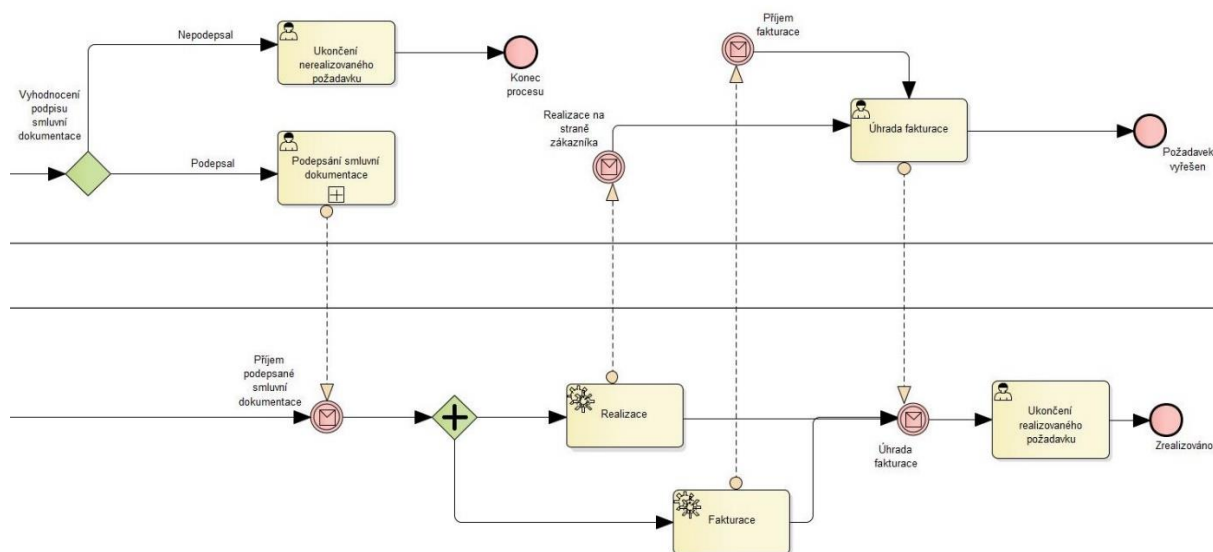 Nepodepsal
Ukončení
nerealizovaného
požadavku
Konec
procesu
Vyhodnocení
podpisu
smluvní
dokumentace
Podepsal
Podepsání smluvní
dokumentace
Příjem
fakturace
Realizace na
straně
zákazníka
Úhrada fakturace
Požadavek
vyřešen
Příjem
podepsané
smluvní
dokumentace
Realizace
Úhrada
fakturace
Ukončení
realizovaného
požadavku
Zrealizováno
Fakturace